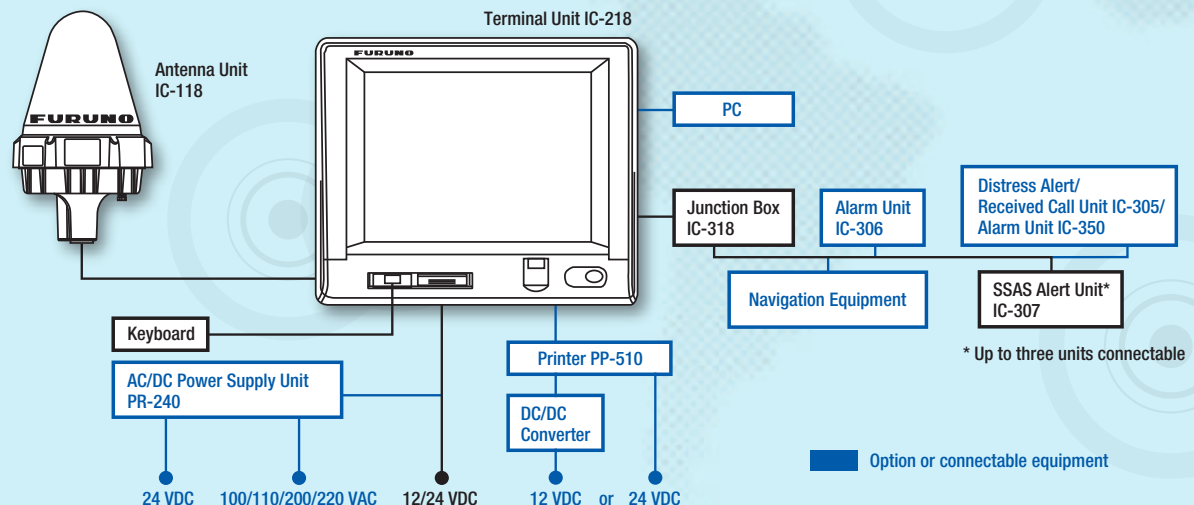 Terminal Unit IC-218
Antenna Unit
IC-118
FURUNO
FURUNO
PC
Junction Box
IC-318
Alarm Unit
IC-306
Distress Alert/
Received Call Unit IC-305/
Alarm Unit IC-350
Navigation Equipment
SSAS Alert Unit*
IC-307
* Up to three units connectable
Keyboard
AC/DC Power Supply Unit
PR-240
Printer PP-510
DC/DC
Converter
Option or connectable equipment
24 VDC
100/110/200/220 VAC
12/24 VDC
12 VDC or 24 VDC